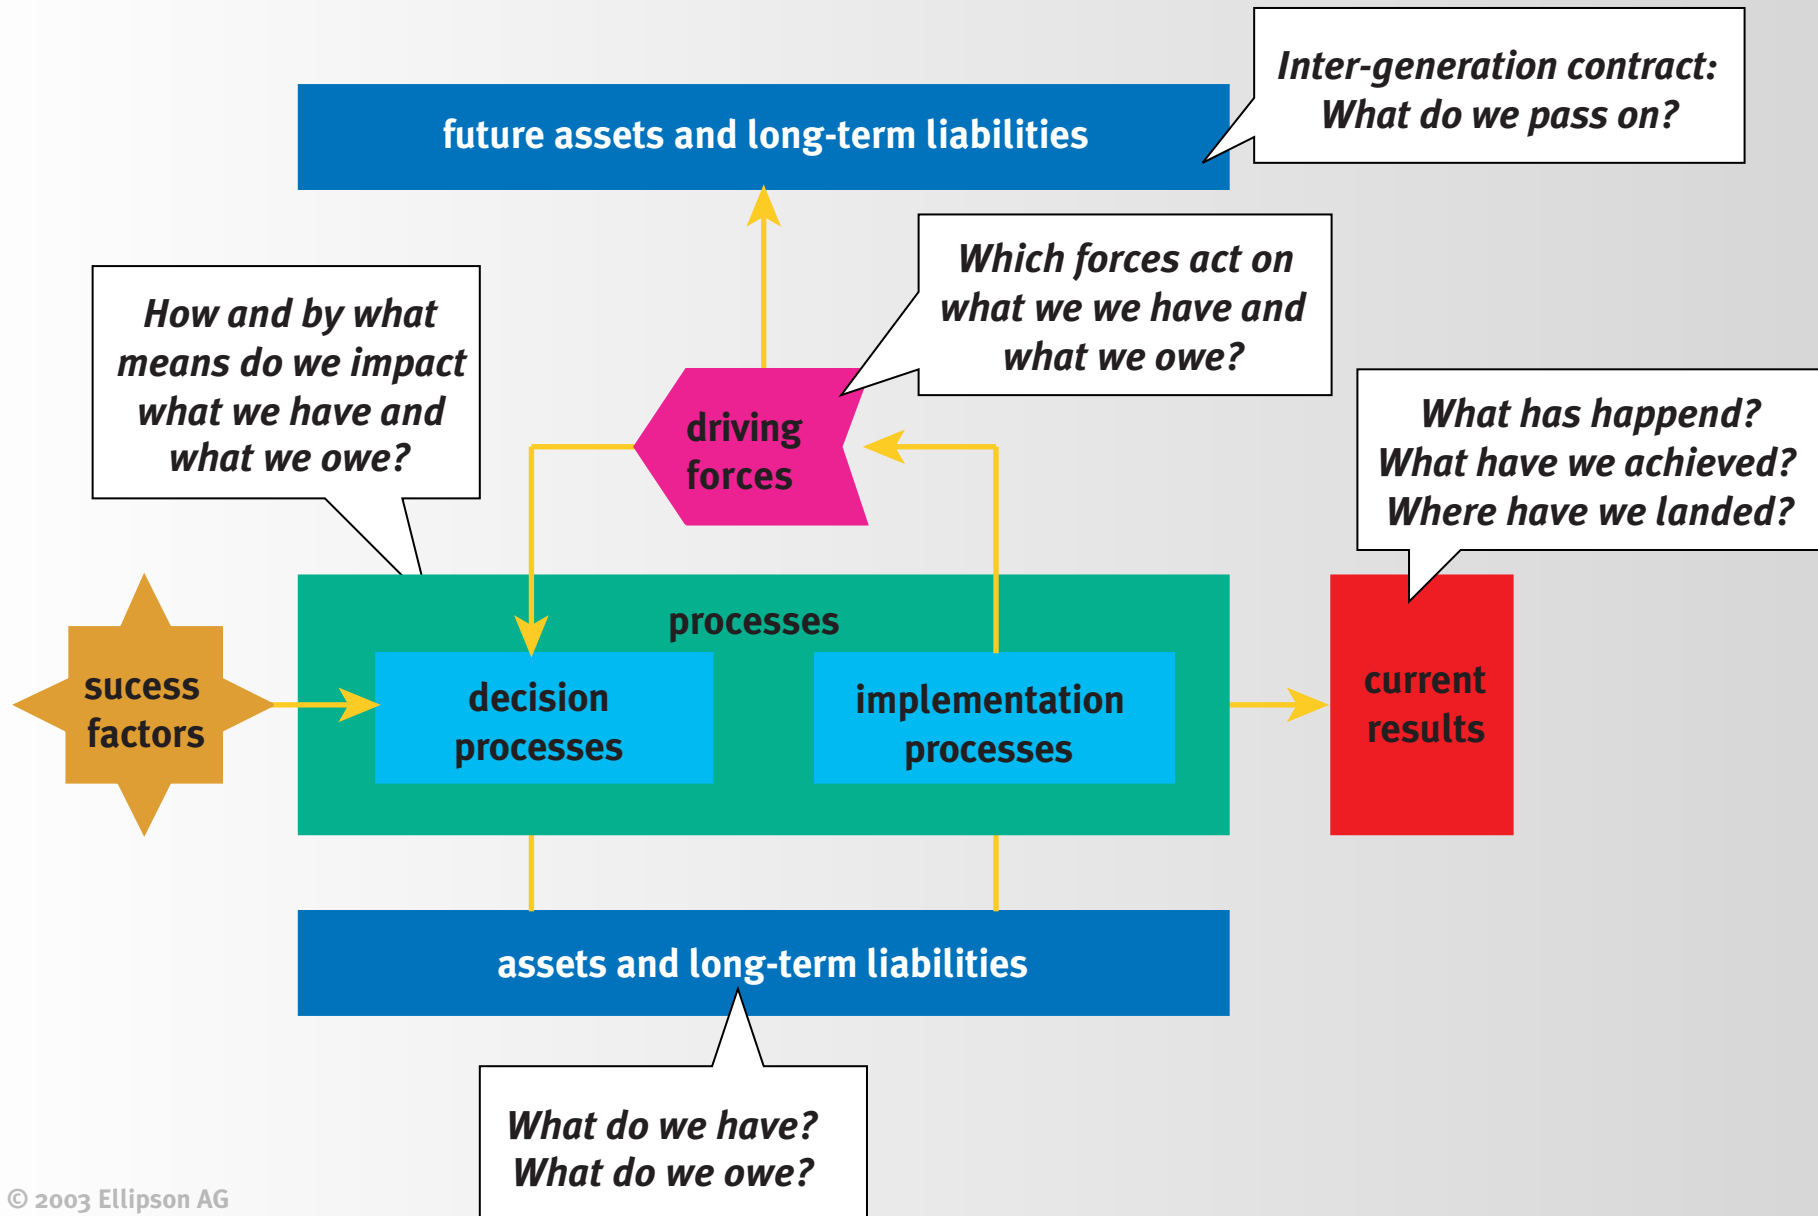 Inter-generation contract:
What do we pass on?
future assets and long-term liabilities
Which forces act on
what we we have and
what we owe?
How and by what
means do we impact
what we have and
what we owe?
What has happend?
What have we achieved?
Where have we landed?
driving
forces
processes
sucess
factors
decision
processes
implementation
processes
current
results
assets and long-term liabilities
What do we have?
What do we owe?
© 2003 Ellipson AG